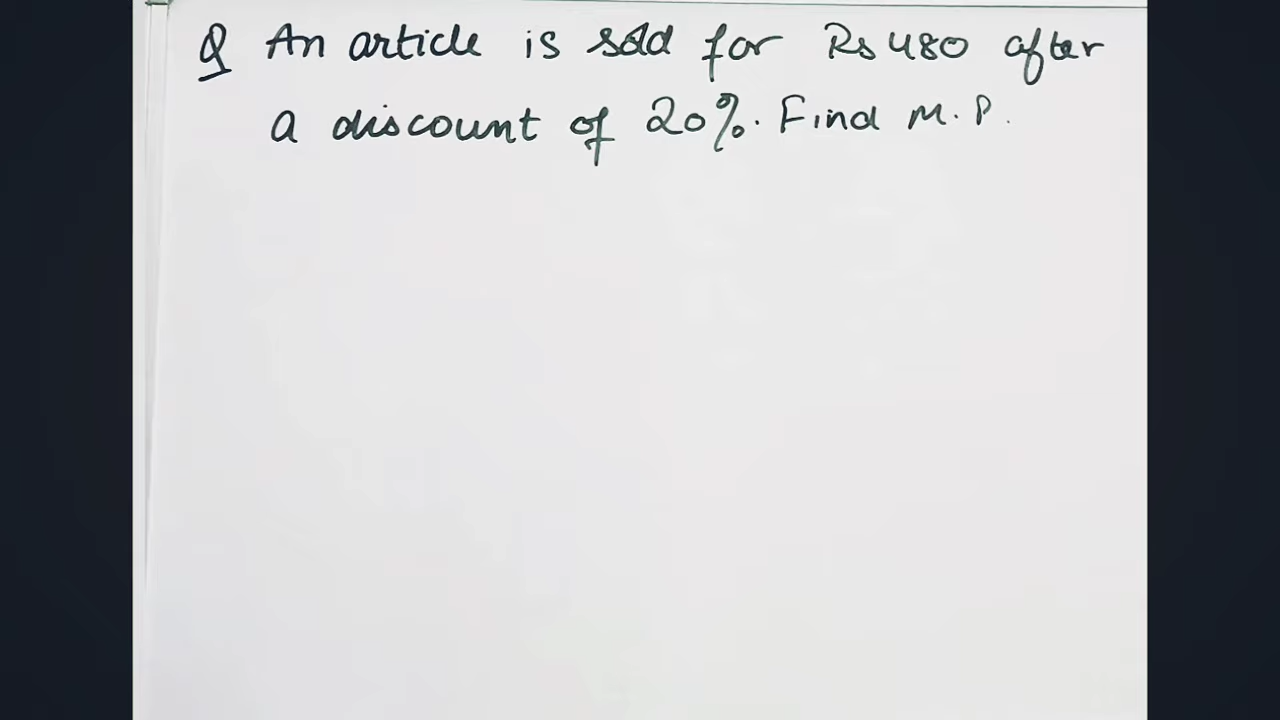 Q An article is sold for Rs 480 after
a discount of 20%. Find M.P.